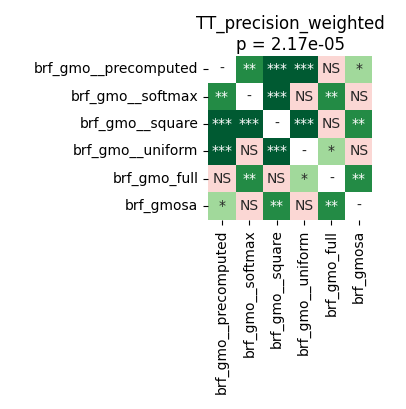 TT_precision_weighted
p = 2.17e-05
brf_gmo__precomputed - ** *** *** NS *
brf_gmo__softmax ** - *** NS ** NS
brf_gmo__square *** *** - *** NS **
brf_gmo__uniform *** NS *** - * NS
brf_gmo_full NS ** NS * - **
brf_gmosa * NS ** NS ** -
brf_gmo__precomputed
brf_gmo__softmax
brf_gmo__square
brf_gmo__uniform
brf_gmo_full
brf_gmosa